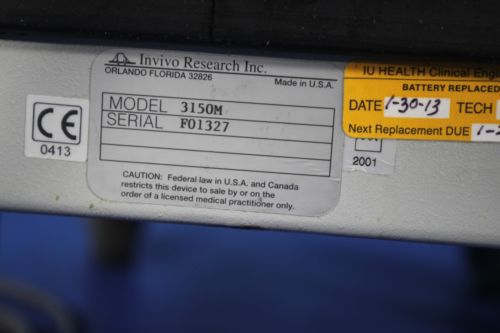 Invivo Research Inc.
ORLANDO FLORIDA 32826
Made in U.S.A.
MODEL 3150M
SERIAL F01327
CAUTION: Federal law in U.S.A. and Canada
restricts this device to sale by or on the
order of a licensed medical practitioner only.
CE
0413
IU HEALTH Clinical Eng
BATTERY REPLACED
DATE 1-30-13 TECH
Next Replacement DUE 1-
2001